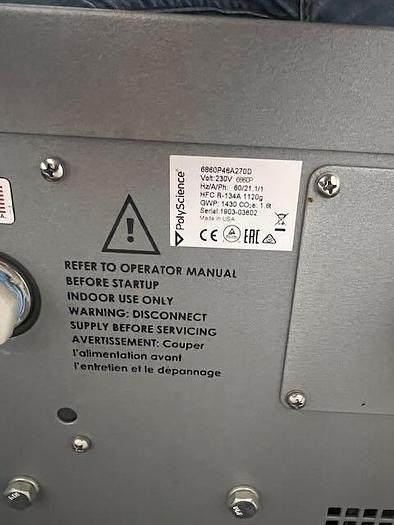 PolyScience®
6860P46A270D
Volt: 230V 6860P
Hz/A/Ph: 60/21.1/1
HFC R-134A 1120g
GWP: 1430 CO₂e: 1.6t
Serial:1903-03602
Made in USA
CE
EAC
REFER TO OPERATOR MANUAL
BEFORE STARTUP
INDOOR USE ONLY
WARNING: DISCONNECT
SUPPLY BEFORE SERVICING
AVERTISSEMENT: Couper
l'alimentation avant
l'entretien et le dépannage